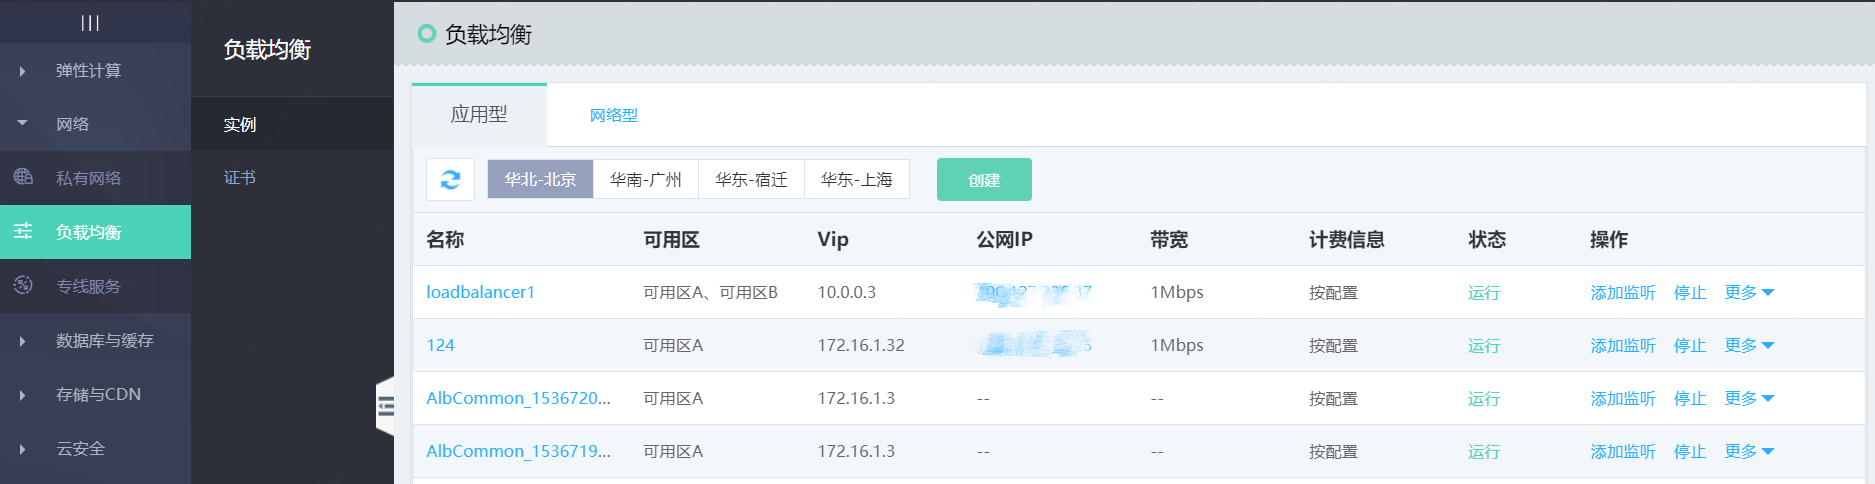 弹性计算
网络
私有网络
负载均衡
专线服务
数据库与缓存
存储与CDN
云安全
负载均衡
实例
证书
负载均衡
应用型 网络型
华北-北京 华南-广州 华东-宿迁 华东-上海 创建
名称 可用区 Vip 公网IP 带宽 计费信息 状态 操作
loadbalancer1 可用区A、可用区B 10.0.0.3 1Mbps 按配置 运行 添加监听 停止 更多
124 可用区A 172.16.1.32 1Mbps 按配置 运行 添加监听 停止 更多
AlbCommon_1536720... 可用区A 172.16.1.3 -- -- 按配置 运行 添加监听 停止 更多
AlbCommon_1536719... 可用区A 172.16.1.3 -- -- 按配置 运行 添加监听 停止 更多